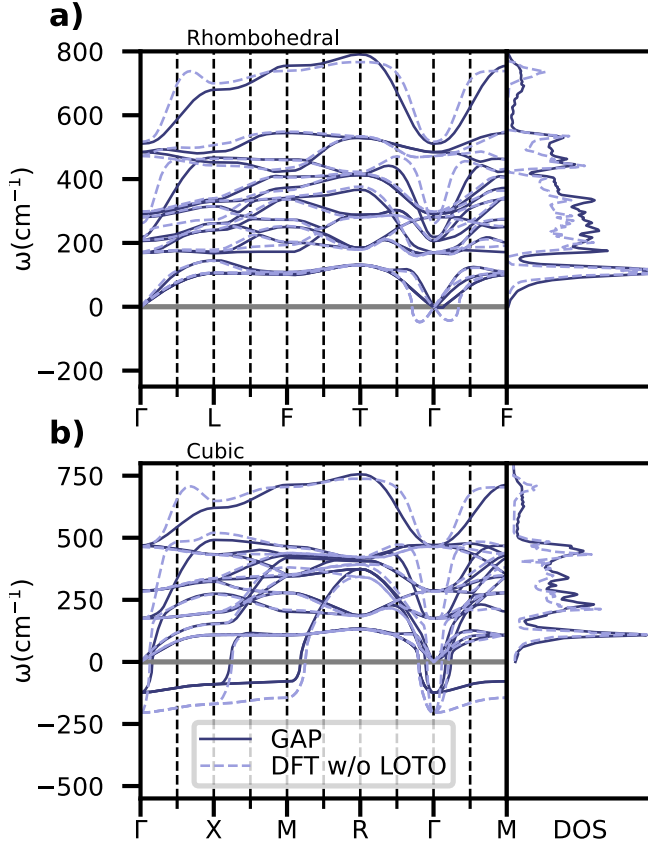 a)
Rhombohedral
800
600
400
200
0
−200
ω(cm⁻¹)
Γ L F T Γ F
b)
Cubic
750
500
250
0
−250
−500
ω(cm⁻¹)
GAP
DFT w/o LOTO
Γ X M R Γ M DOS